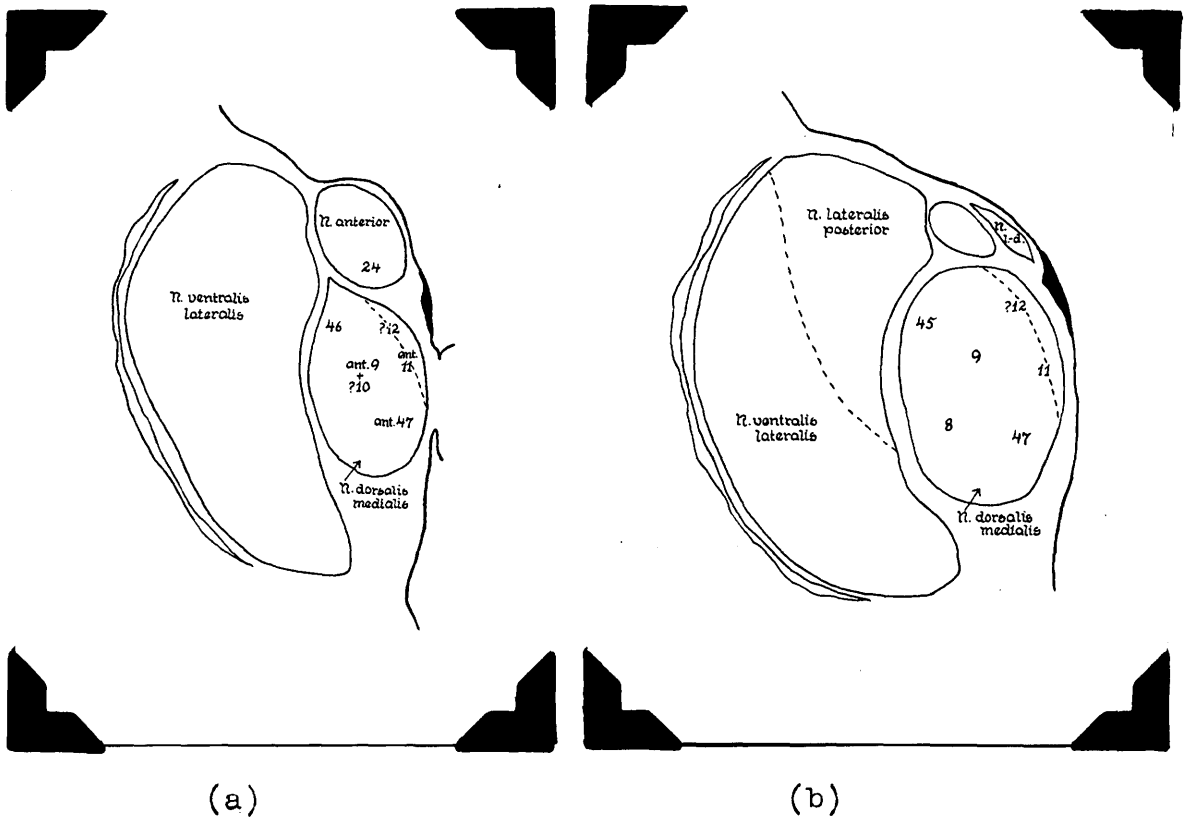 N. anterior
24
N. ventralis
lateralis
46
?12
ant. 9
+
?10
ant.
11
ant. 47
N. dorsalis
medialis
(a)
N. lateralis
posterior
N.
l-d.
45
?12
9
11
N. ventralis
lateralis
8
47
N. dorsalis
medialis
(b)